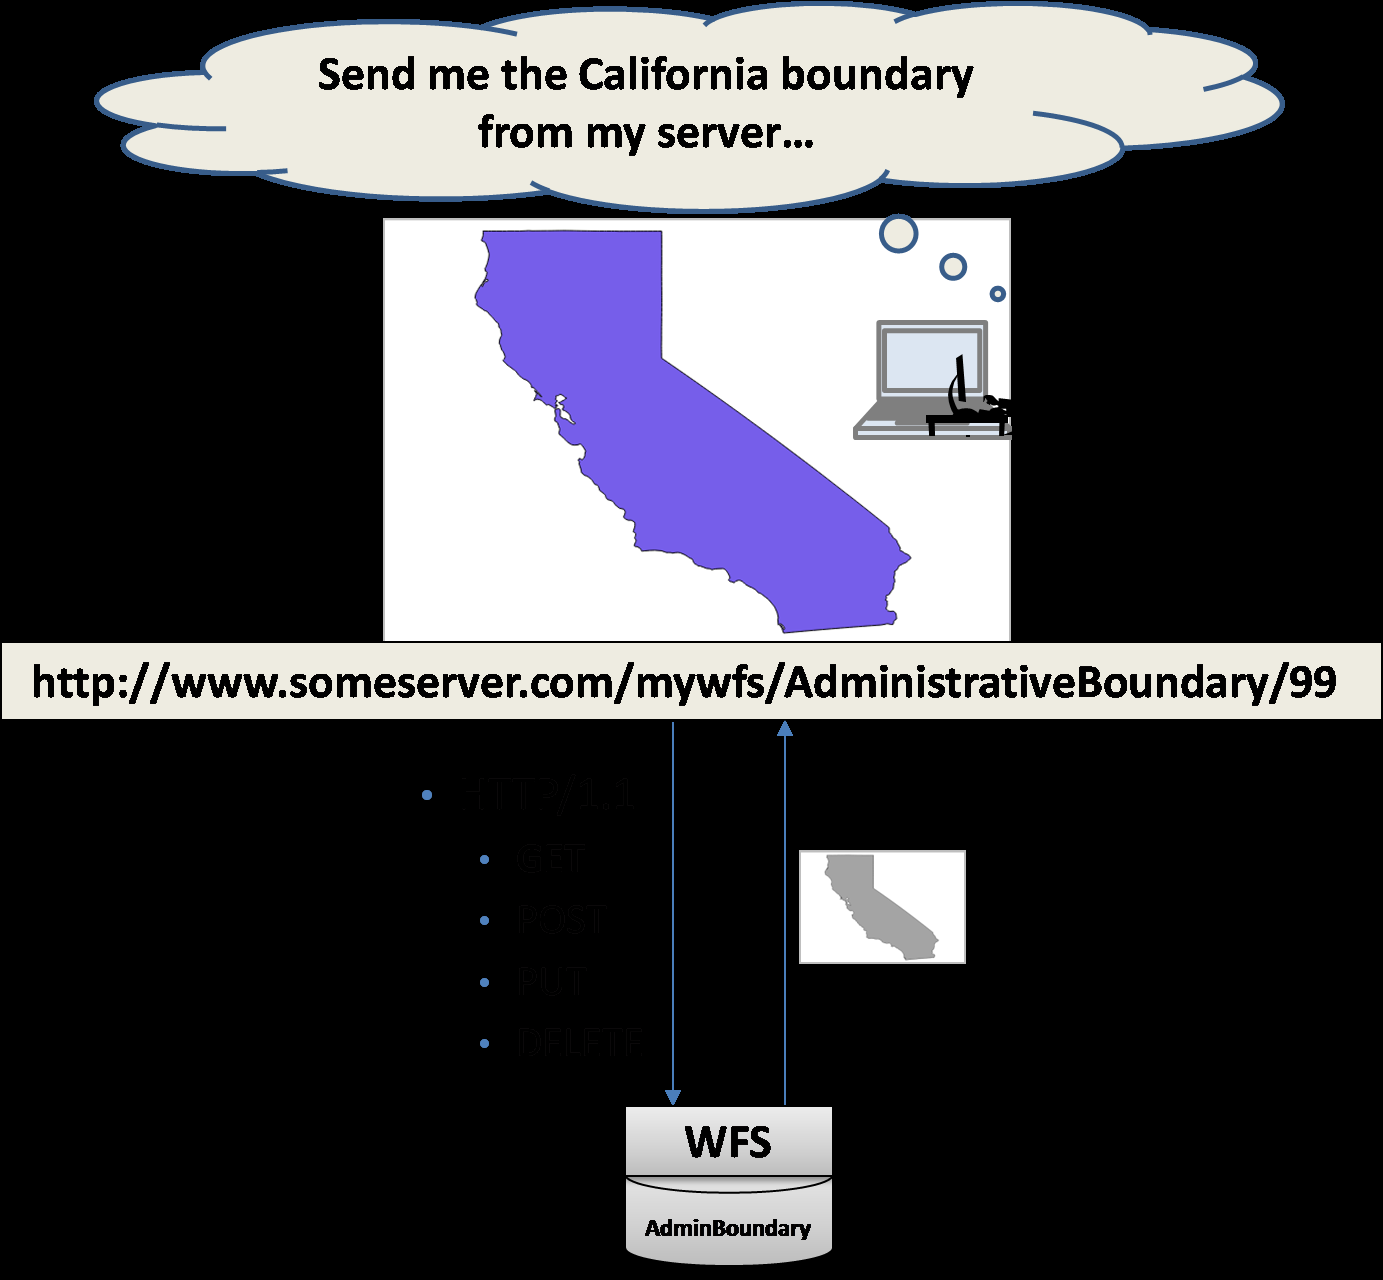 Send me the California boundary
from my server...
http://www.someserver.com/mywfs/AdministrativeBoundary/99
• HTTP/1.1
• GET
• POST
• PUT
• DELETE
WFS
AdminBoundary